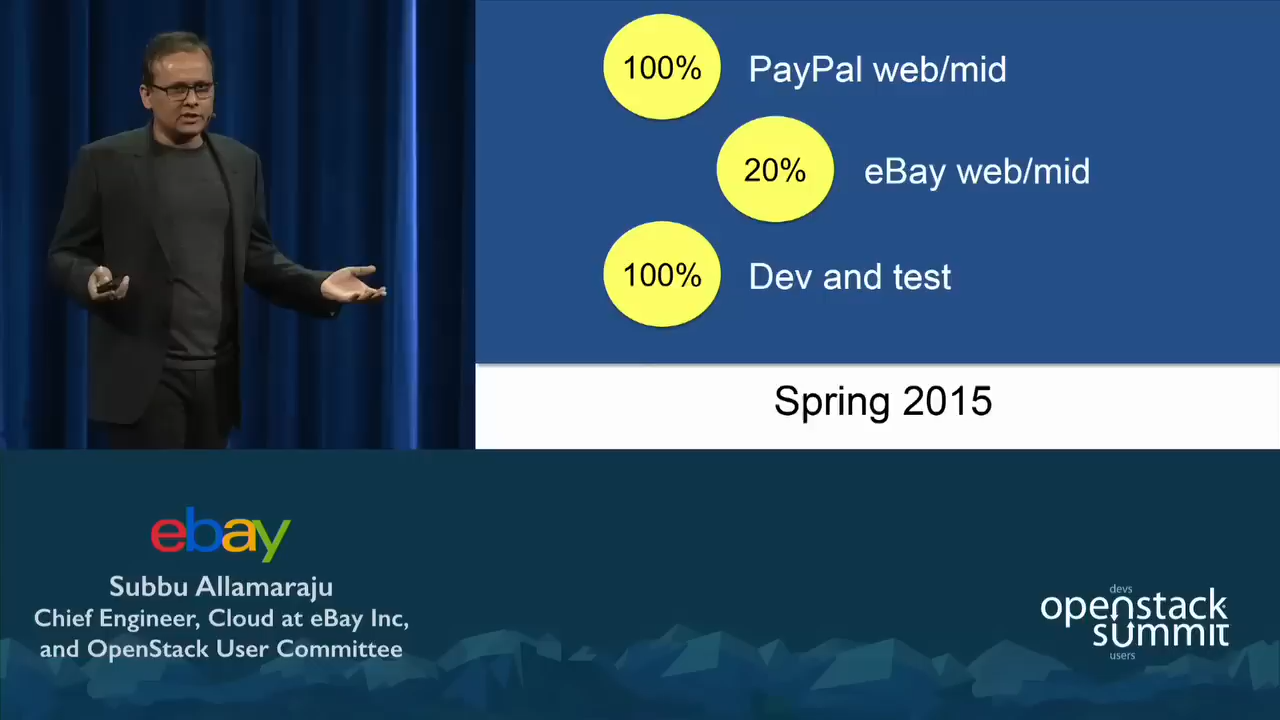 100% PayPal web/mid
20% eBay web/mid
100% Dev and test
Spring 2015
ebay
Subbu Allamaraju
Chief Engineer, Cloud at eBay Inc,
and OpenStack User Committee
devs
openstack
summit
users